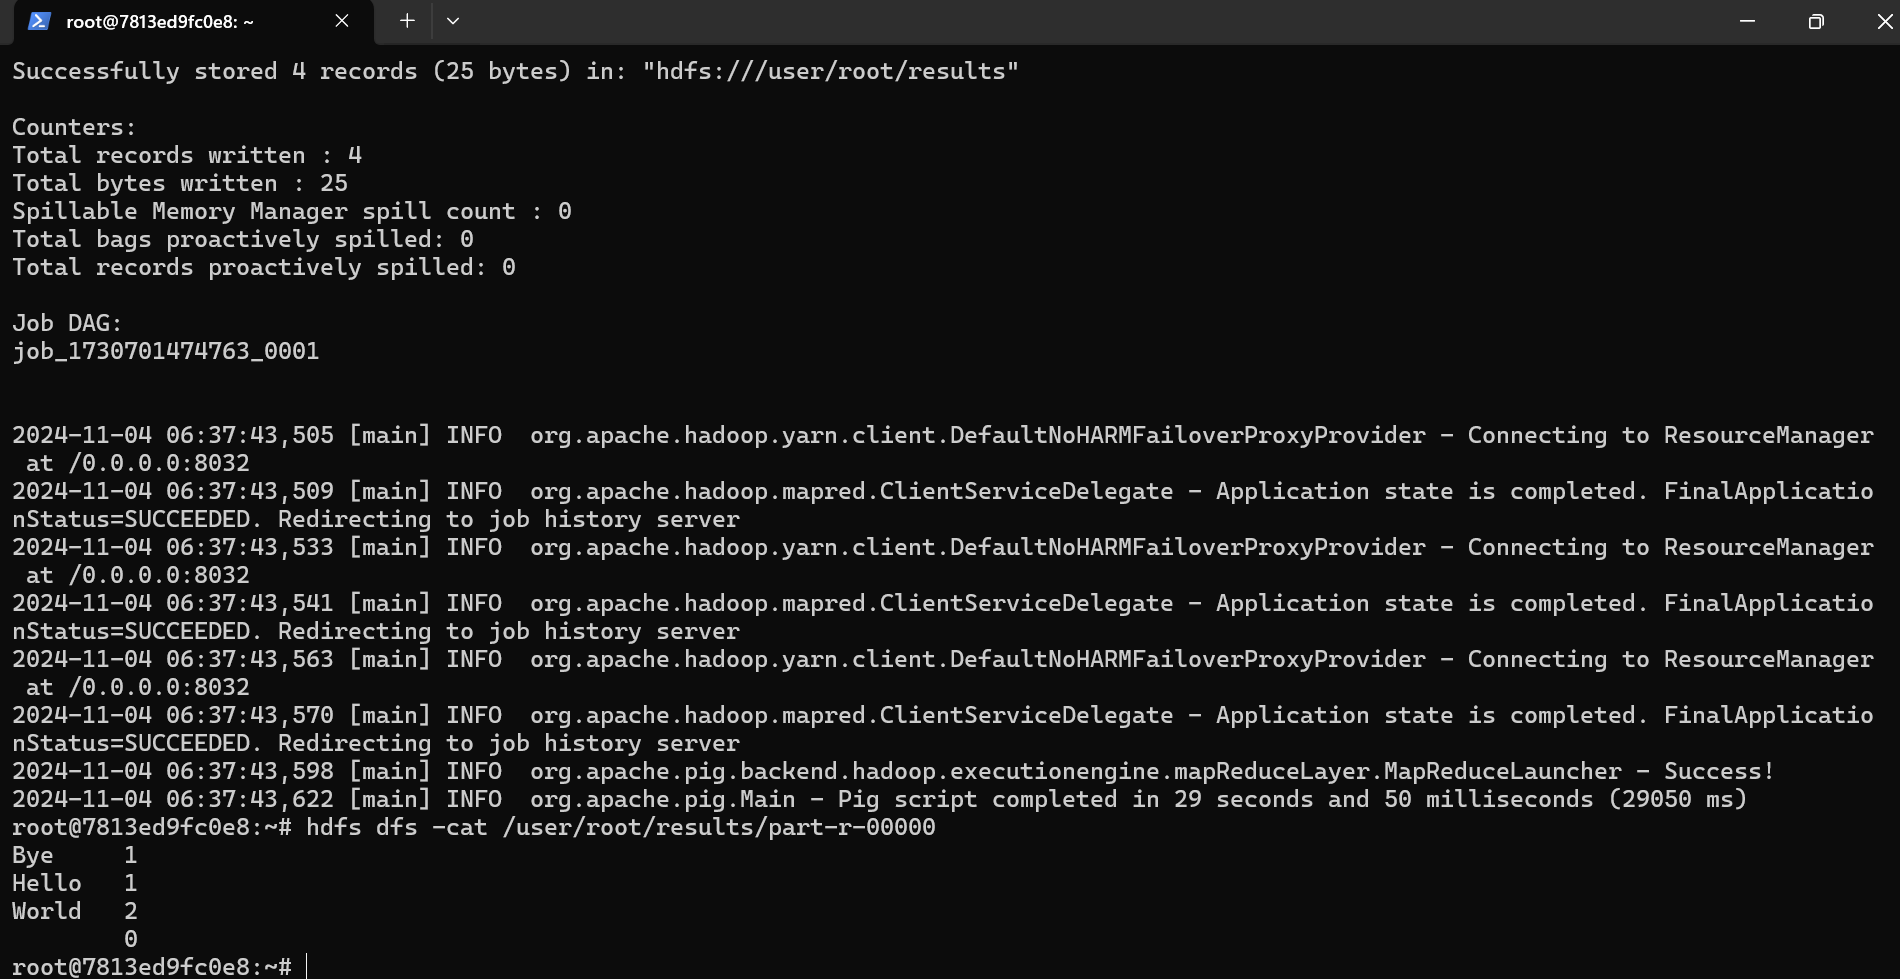 root@7813ed9fc0e8: ~
Successfully stored 4 records (25 bytes) in: "hdfs:///user/root/results"
Counters:
Total records written : 4
Total bytes written : 25
Spillable Memory Manager spill count : 0
Total bags proactively spilled: 0
Total records proactively spilled: 0
Job DAG:
job_1730701474763_0001
2024-11-04 06:37:43,505 [main] INFO  org.apache.hadoop.yarn.client.DefaultNoHARMFailoverProxyProvider - Connecting to ResourceManager
 at /0.0.0.0:8032
2024-11-04 06:37:43,509 [main] INFO  org.apache.hadoop.mapred.ClientServiceDelegate - Application state is completed. FinalApplicatio
nStatus=SUCCEEDED. Redirecting to job history server
2024-11-04 06:37:43,533 [main] INFO  org.apache.hadoop.yarn.client.DefaultNoHARMFailoverProxyProvider - Connecting to ResourceManager
 at /0.0.0.0:8032
2024-11-04 06:37:43,541 [main] INFO  org.apache.hadoop.mapred.ClientServiceDelegate - Application state is completed. FinalApplicatio
nStatus=SUCCEEDED. Redirecting to job history server
2024-11-04 06:37:43,563 [main] INFO  org.apache.hadoop.yarn.client.DefaultNoHARMFailoverProxyProvider - Connecting to ResourceManager
 at /0.0.0.0:8032
2024-11-04 06:37:43,570 [main] INFO  org.apache.hadoop.mapred.ClientServiceDelegate - Application state is completed. FinalApplicatio
nStatus=SUCCEEDED. Redirecting to job history server
2024-11-04 06:37:43,598 [main] INFO  org.apache.pig.backend.hadoop.executionengine.mapReduceLayer.MapReduceLauncher - Success!
2024-11-04 06:37:43,622 [main] INFO  org.apache.pig.Main - Pig script completed in 29 seconds and 50 milliseconds (29050 ms)
root@7813ed9fc0e8:~# hdfs dfs -cat /user/root/results/part-r-00000
Bye     1
Hello   1
World   2
        0
root@7813ed9fc0e8:~#